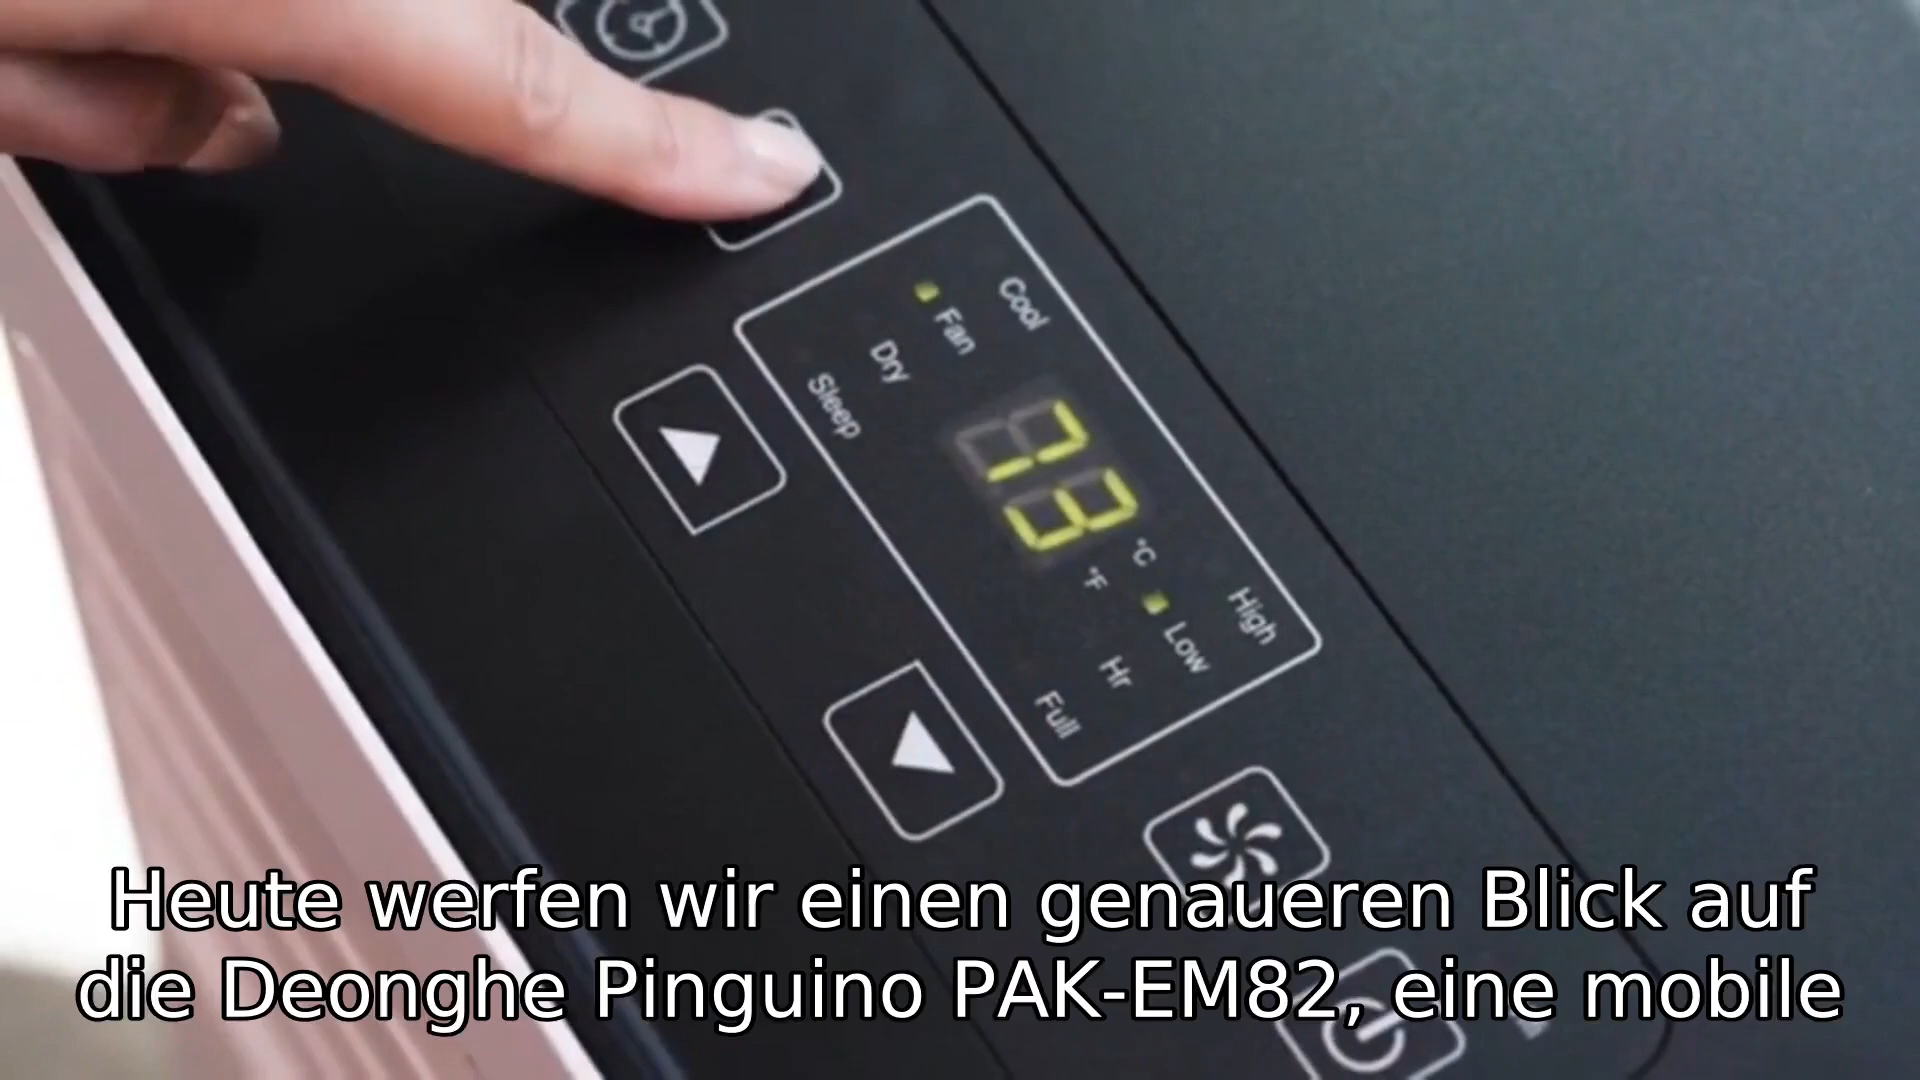 Cool
Fan
Dry
Sleep
73
°C
°F
High
Low
Hr
Full
Heute werfen wir einen genaueren Blick auf
die Deonghe Pinguino PAK-EM82, eine mobile